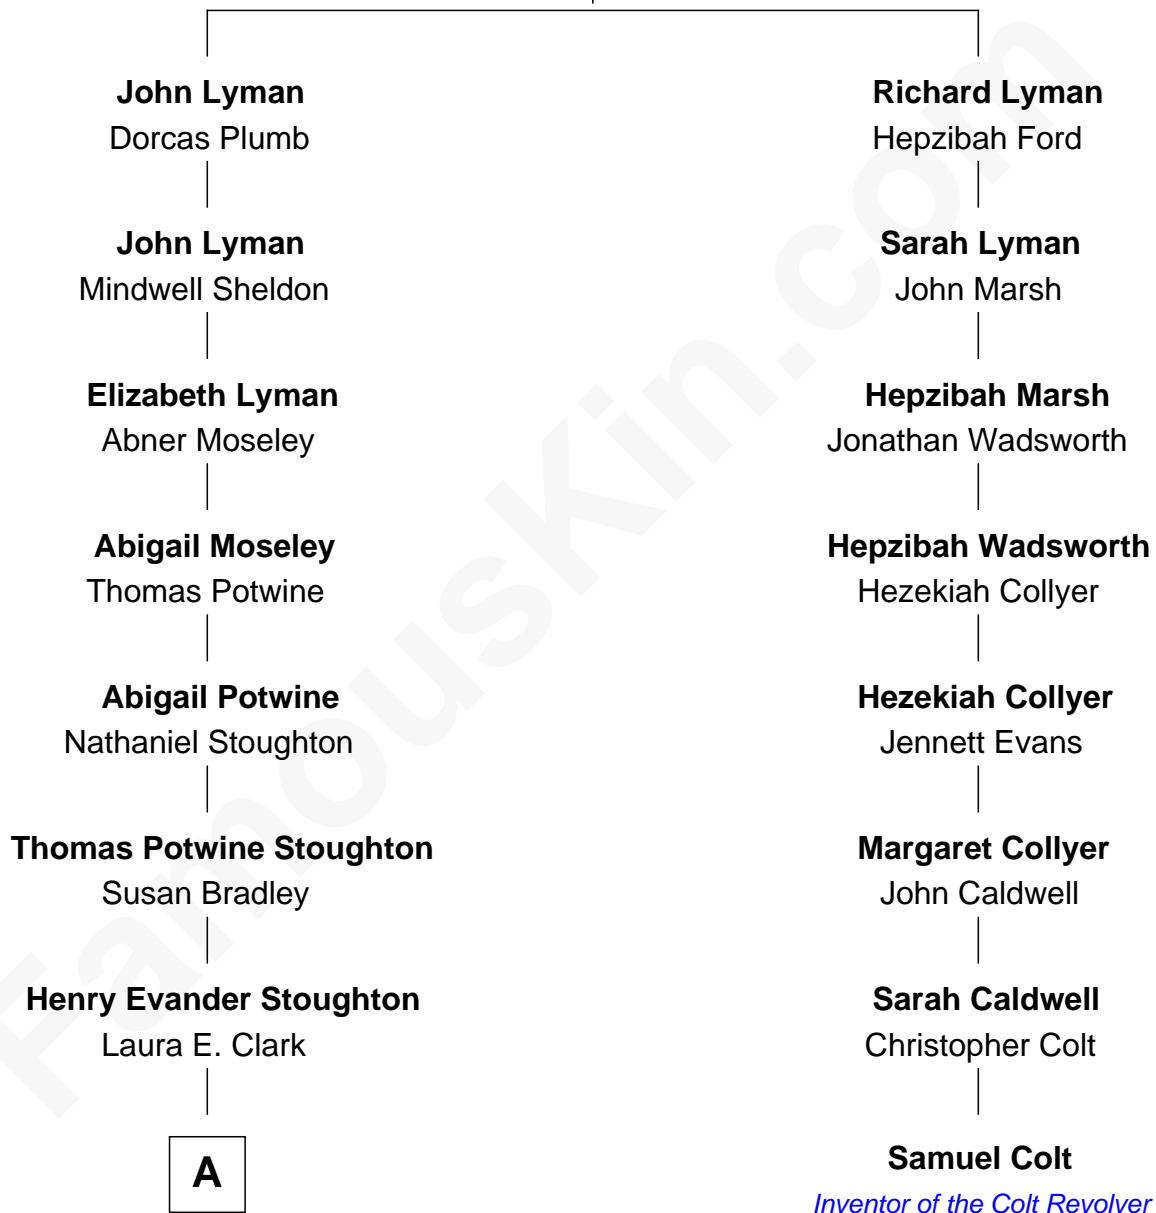 John Lyman
Dorcas Plumb
John Lyman
Mindwell Sheldon
Elizabeth Lyman
Abner Moseley
Abigail Moseley
Thomas Potwine
Abigail Potwine
Nathaniel Stoughton
Thomas Potwine Stoughton
Susan Bradley
Henry Evander Stoughton
Laura E. Clark
A
Richard Lyman
Hepzibah Ford
Sarah Lyman
John Marsh
Hepzibah Marsh
Jonathan Wadsworth
Hepzibah Wadsworth
Hezekiah Collyer
Hezekiah Collyer
Jennett Evans
Margaret Collyer
John Caldwell
Sarah Caldwell
Christopher Colt
Samuel Colt
Inventor of the Colt Revolver
FamousKin.com